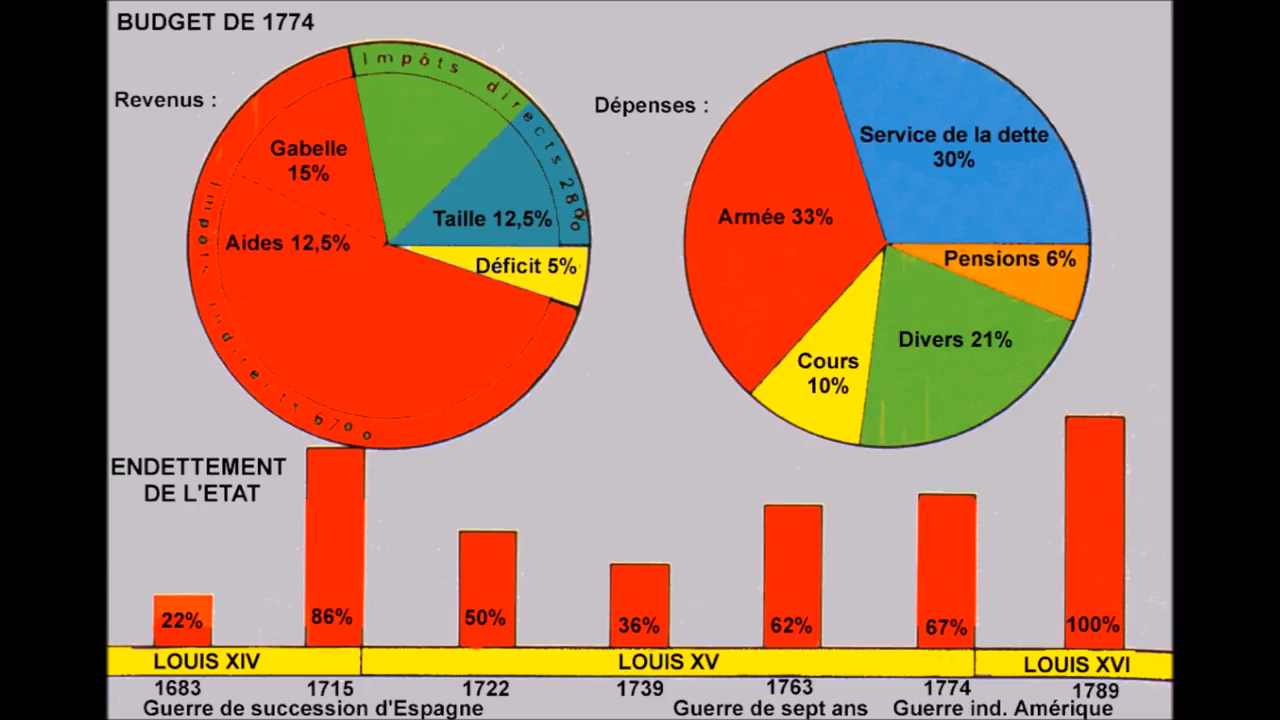 BUDGET DE 1774
Revenus :
Impôts directs 28%
Gabelle
15%
Taille 12,5%
Aides 12,5%
Déficit 5%
Impôts indirects 67%
Dépenses :
Service de la dette
30%
Armée 33%
Pensions 6%
Divers 21%
Cours
10%
ENDETTEMENT
DE L'ETAT
22%
86%
50%
36%
62%
67%
100%
LOUIS XIV
LOUIS XV
LOUIS XVI
1683
1715
1722
1739
1763
1774
1789
Guerre de succession d'Espagne
Guerre de sept ans
Guerre ind. Amérique